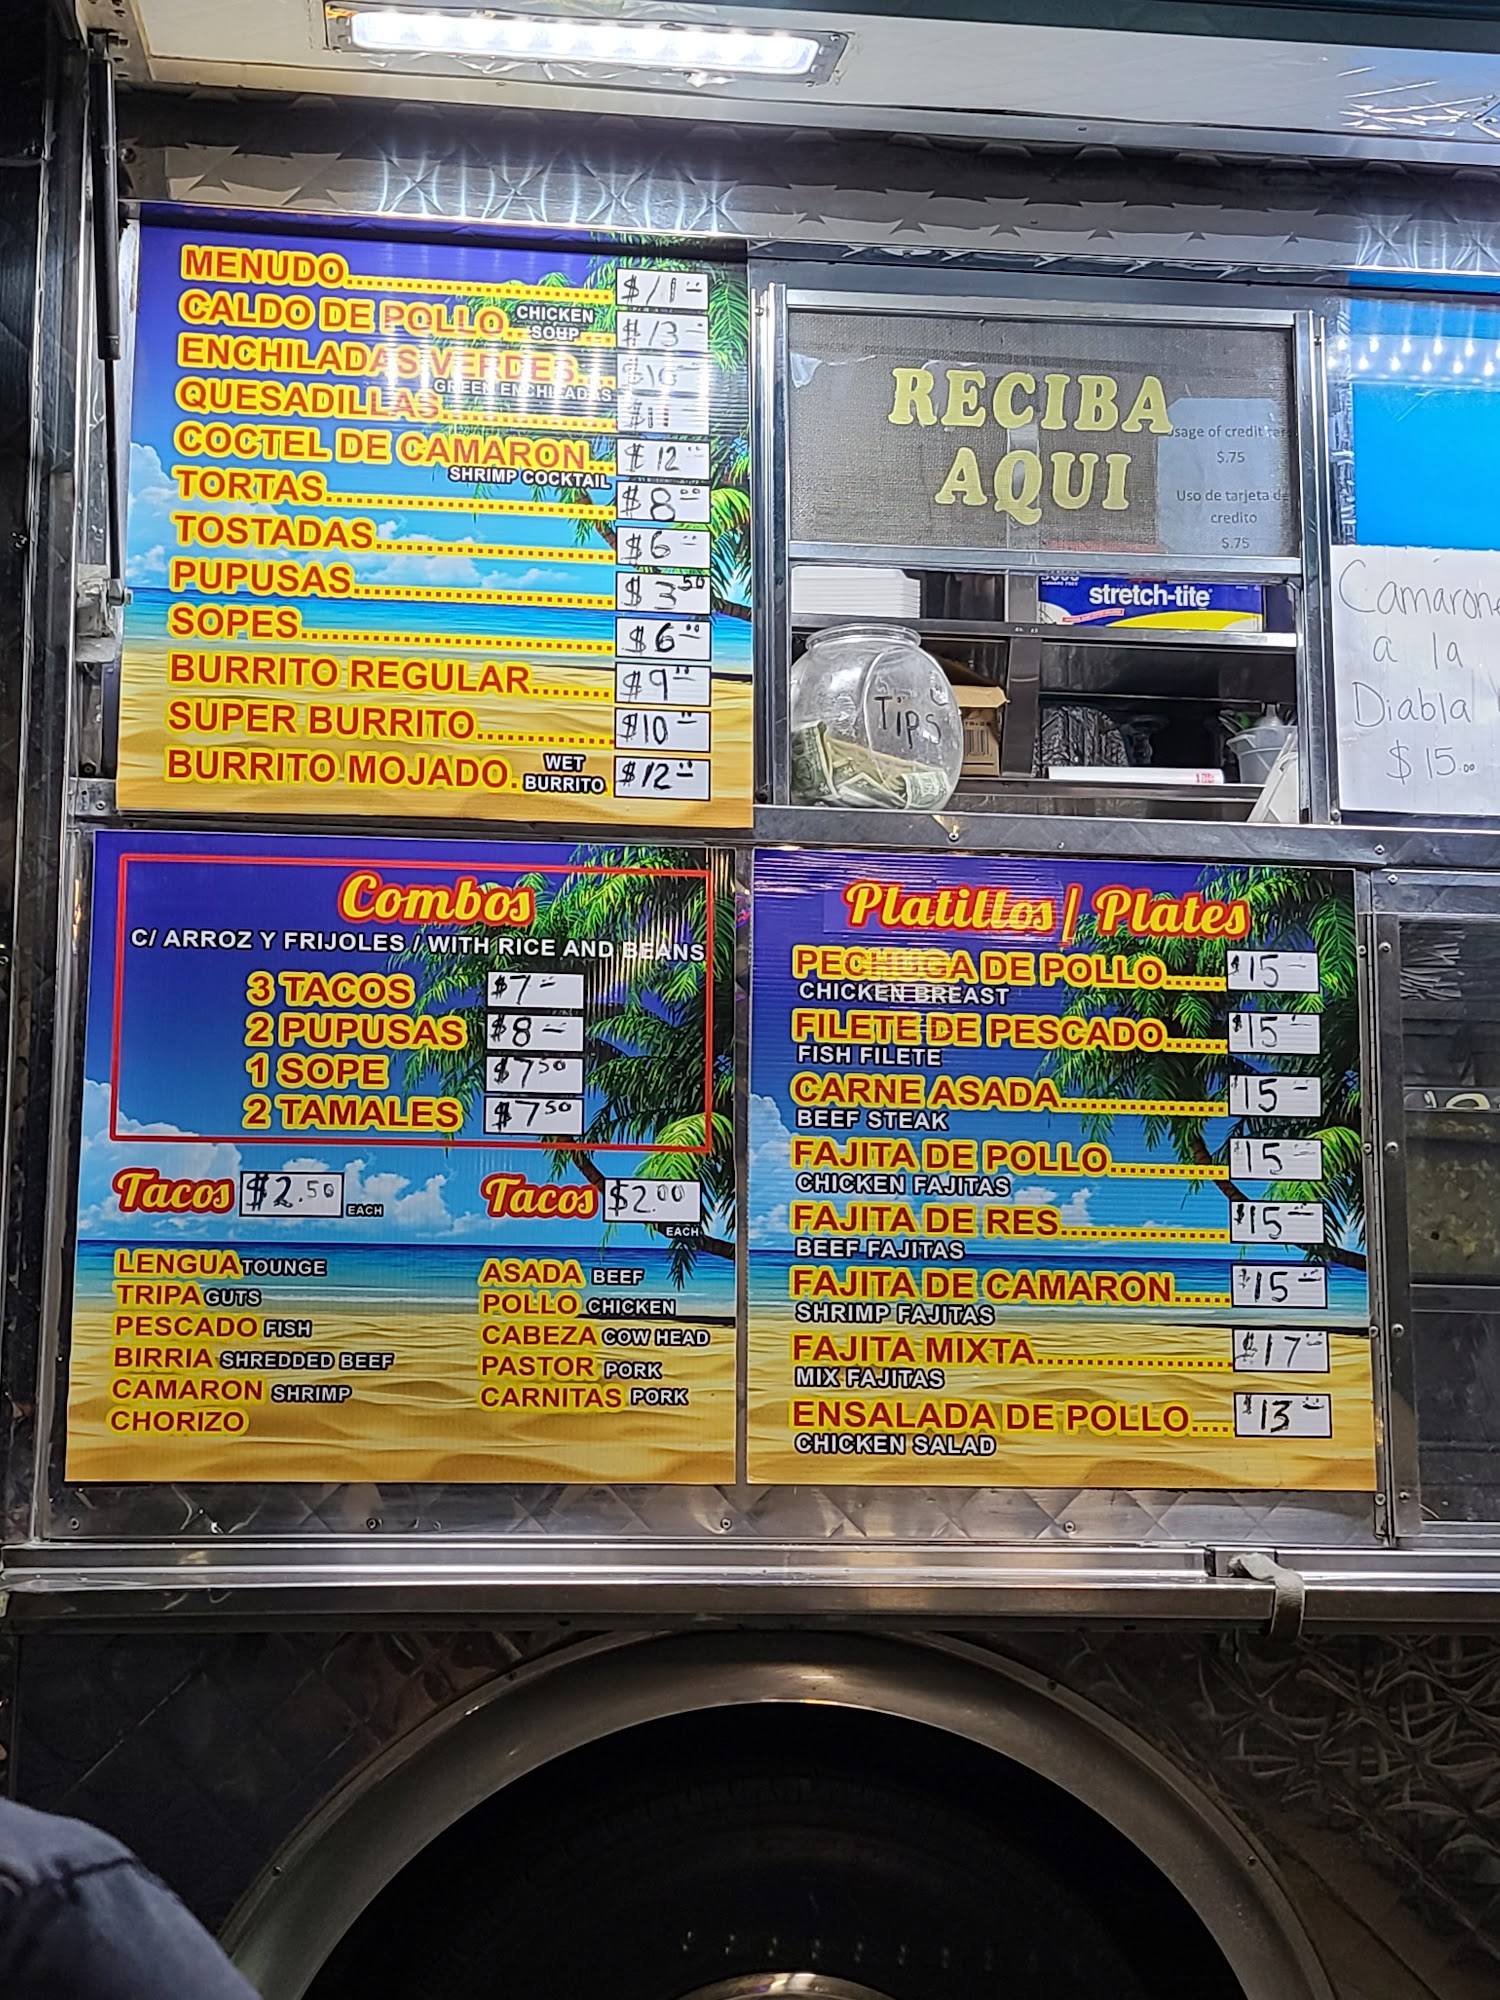 MENUDO.......................... $11.00
CALDO DE POLLO.. CHICKEN SOUP.... $13-
ENCHILADAS VERDES....
GREEN ENCHILADAS
QUESADILLAS................ $11
COCTEL DE CAMARON... $12
SHRIMP COCKTAIL
TORTAS............................ $8.00
TOSTADAS....................... $6
PUPUSAS......................... $3.50
SOPES.............................. $6.00
BURRITO REGULAR....... $9
SUPER BURRITO............. $10
BURRITO MOJADO. WET BURRITO $12
RECIBA
AQUI
Usage of credit
$.75
Uso de tarjeta de
credito
$.75
stretch-tite
TIPS
Camarone
a la
Diabla
$15.00
Combos
C/ ARROZ Y FRIJOLES / WITH RICE AND BEANS
3 TACOS $7-
2 PUPUSAS $8-
1 SOPE $7.50
2 TAMALES $7.50
Tacos $2.50 EACH
LENGUA TOUNGE
TRIPA GUTS
PESCADO FISH
BIRRIA SHREDDED BEEF
CAMARON SHRIMP
CHORIZO
Tacos $2.00
EACH
ASADA BEEF
POLLO CHICKEN
CABEZA COW HEAD
PASTOR PORK
CARNITAS PORK
Platillos / Plates
PECHUGA DE POLLO...... $15-
CHICKEN BREAST
FILETE DE PESCADO...... $15-
FISH FILETE
CARNE ASADA................. 15-
BEEF STEAK
FAJITA DE POLLO............ 15-
CHICKEN FAJITAS
FAJITA DE RES................. $15-
BEEF FAJITAS
FAJITA DE CAMARON...... $15-
SHRIMP FAJITAS
FAJITA MIXTA.................... $17
MIX FAJITAS
ENSALADA DE POLLO.... $13
CHICKEN SALAD